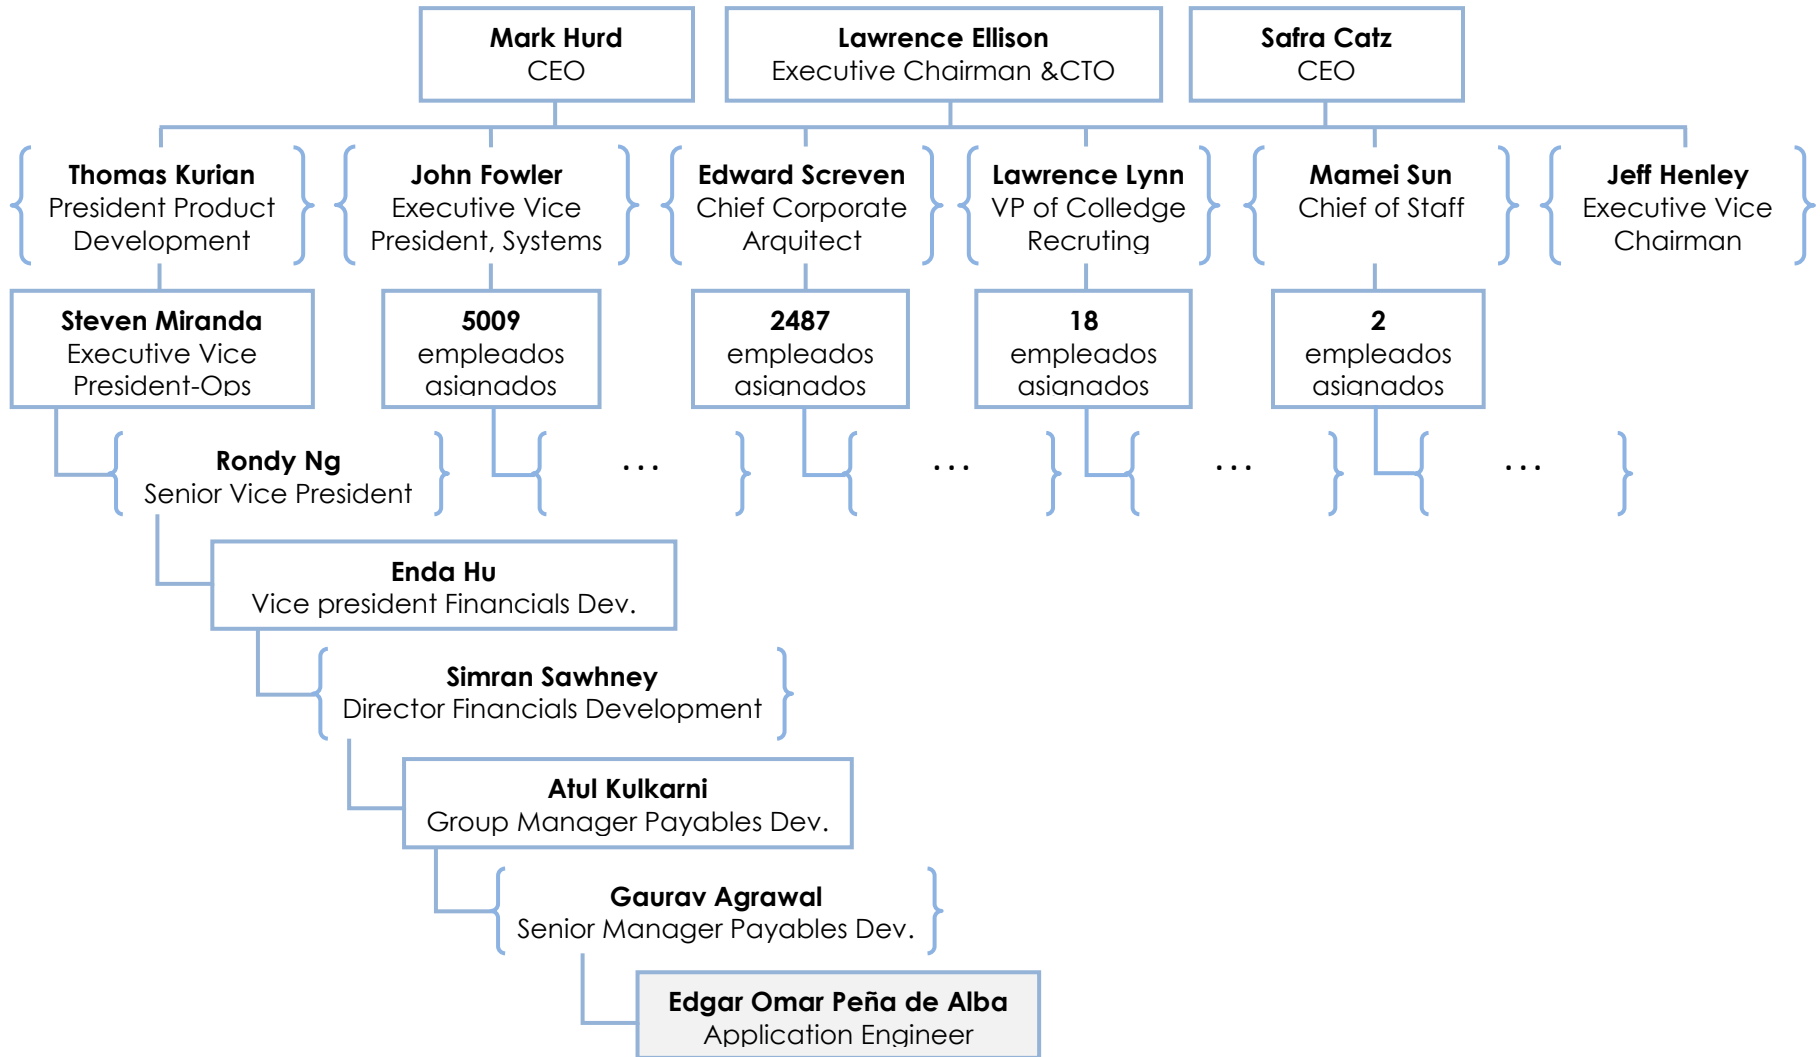 Mark Hurd
CEO
Lawrence Ellison
Executive Chairman &CTO
Safra Catz
CEO
Thomas Kurian
President Product
Development
John Fowler
Executive Vice
President, Systems
Edward Screven
Chief Corporate
Arquitect
Lawrence Lynn
VP of Colledge
Recruting
Mamei Sun
Chief of Staff
Jeff Henley
Executive Vice
Chairman
Steven Miranda
Executive Vice
President-Ops
5009
empleados
asignados
2487
empleados
asignados
18
empleados
asignados
2
empleados
asignados
Rondy Ng
Senior Vice President
...
...
...
...
Enda Hu
Vice president Financials Dev.
Simran Sawhney
Director Financials Development
Atul Kulkarni
Group Manager Payables Dev.
Gaurav Agrawal
Senior Manager Payables Dev.
Edgar Omar Peña de Alba
Application Engineer